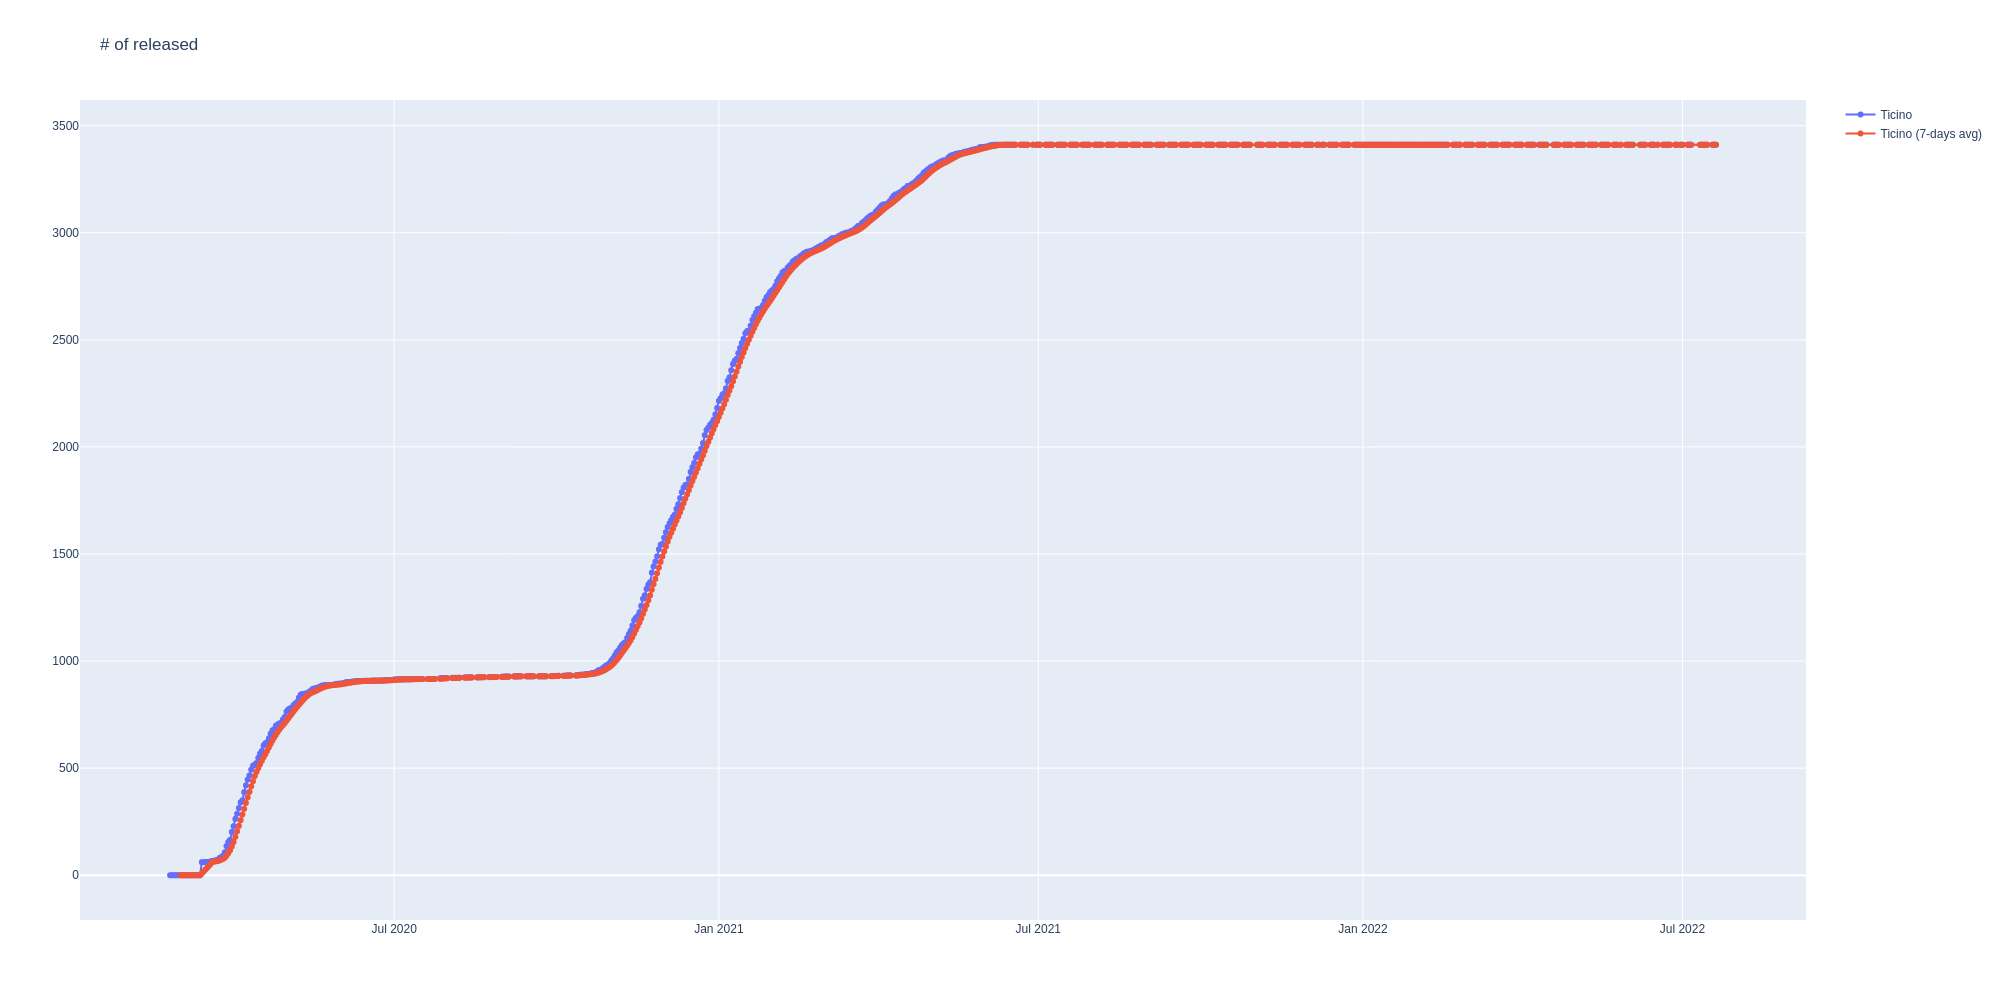 # of released
Ticino
Ticino (7-days avg)
3500
3000
2500
2000
1500
1000
500
0
Jul 2020
Jan 2021
Jul 2021
Jan 2022
Jul 2022